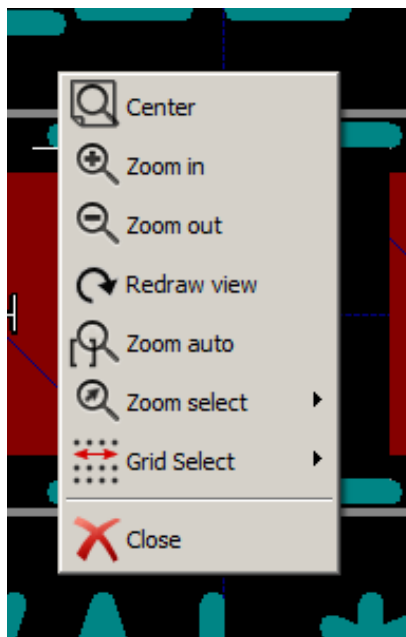 Center
Zoom in
Zoom out
Redraw view
Zoom auto
Zoom select
Grid Select
Close